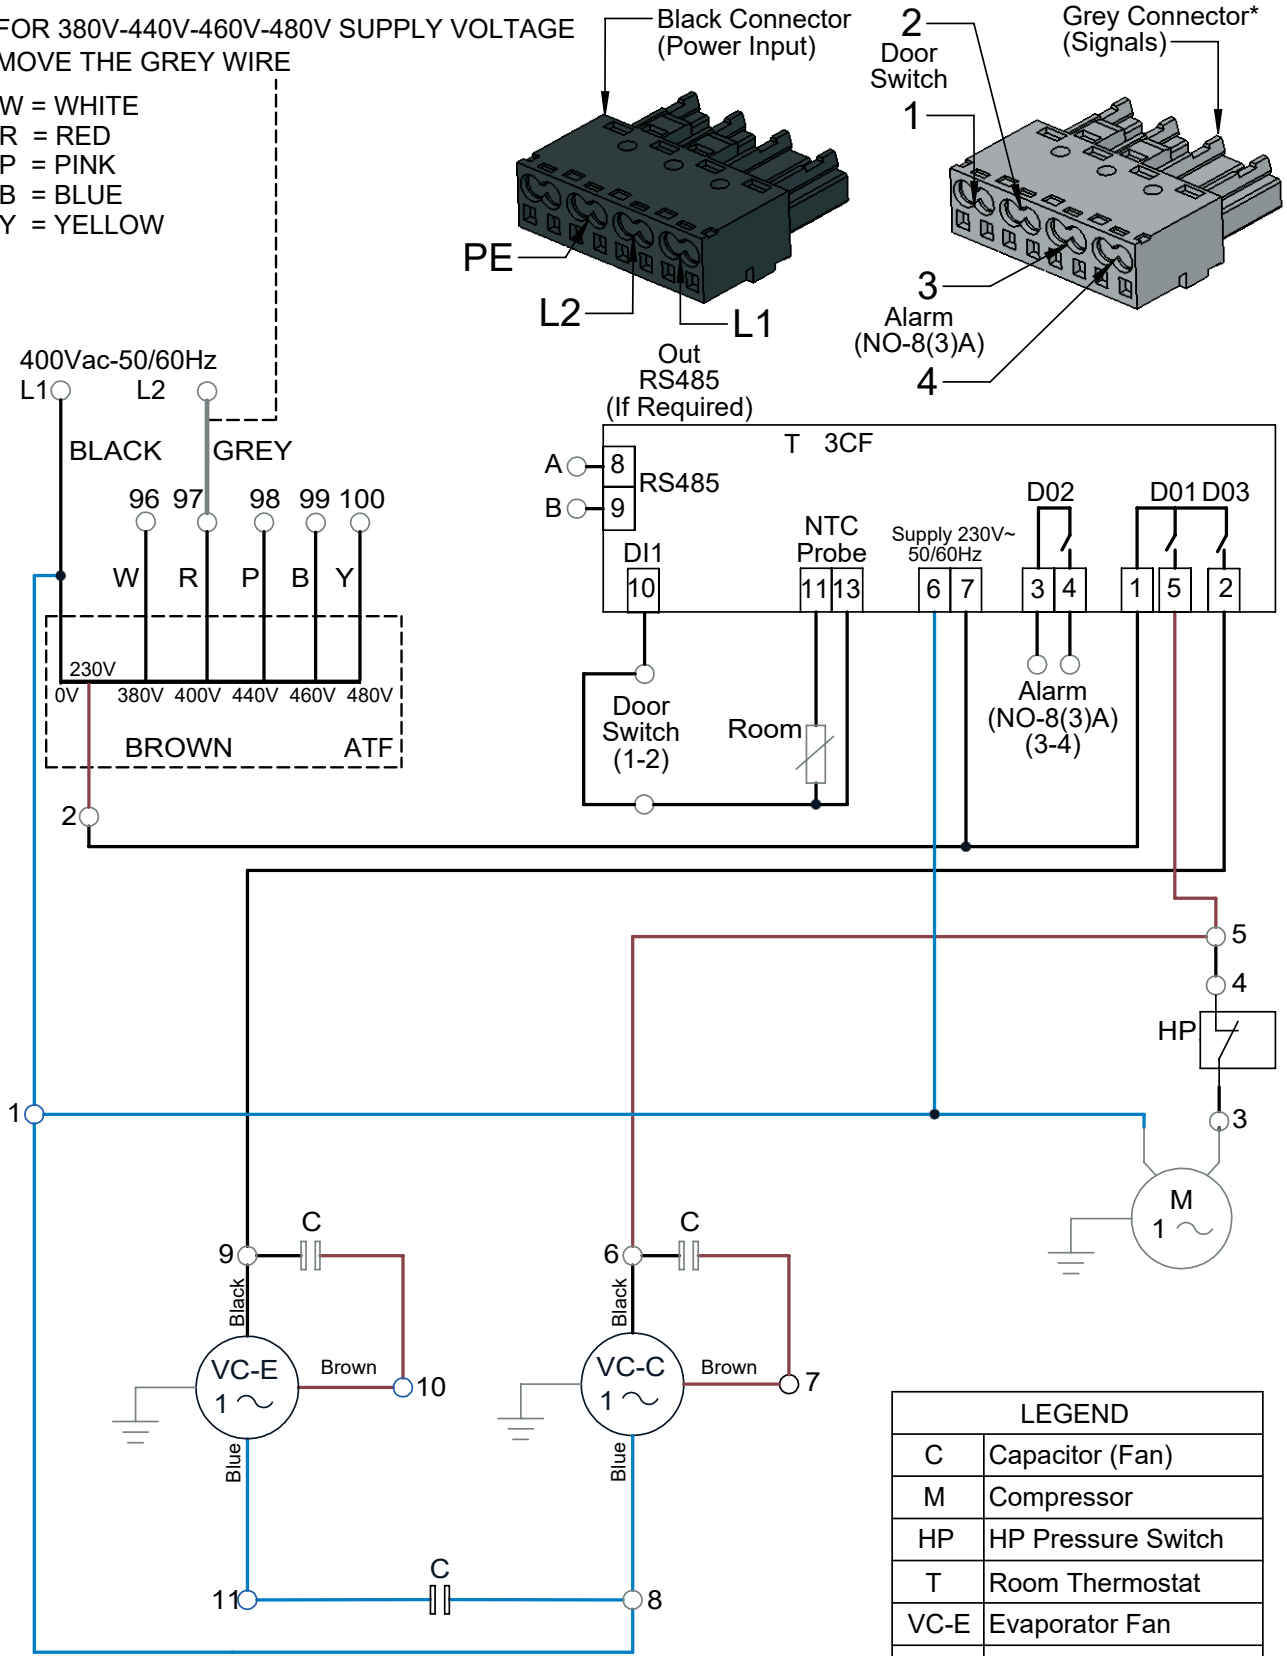 FOR 380V-440V-460V-480V SUPPLY VOLTAGE
MOVE THE GREY WIRE
W = WHITE
R = RED
P = PINK
B = BLUE
Y = YELLOW
Black Connector
(Power Input)
PE
L2
L1
2
Door
Switch
1
Grey Connector*
(Signals)
3
Alarm
(NO-8(3)A)
4
400Vac-50/60Hz
L1
L2
BLACK
GREY
96 97 98 99 100
W R P B Y
230V
0V 380V 400V 440V 460V 480V
BROWN
ATF
2
Out
RS485
(If Required)
T 3CF
A
8
RS485
B
9
DI1
10
NTC
Probe
11 13
Supply 230V~
50/60Hz
6 7
D02
3 4
D01 D03
1 5 2
Door
Switch
(1-2)
Room
Alarm
(NO-8(3)A)
(3-4)
5
4
HP
3
1
M
1
9
C
Black
VC-E
1
Brown
10
Blue
11
C
6
C
Black
VC-C
1
Brown
7
Blue
8
LEGEND
C Capacitor (Fan)
M Compressor
HP HP Pressure Switch
T Room Thermostat
VC-E Evaporator Fan